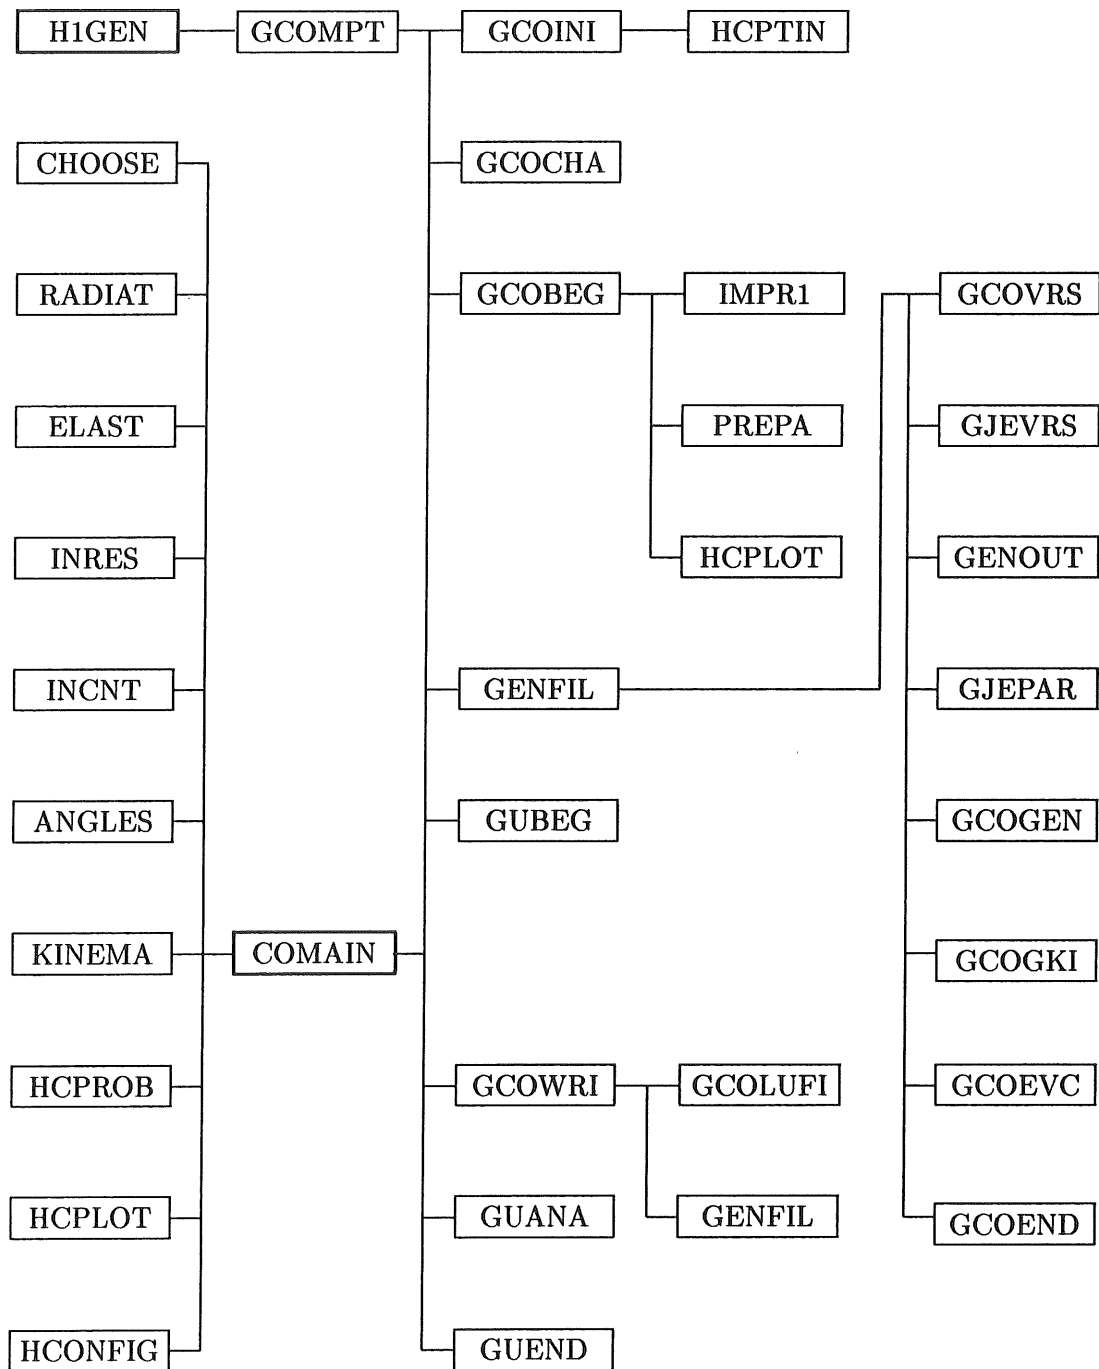 H1GEN GCOMPT GCOINI HCPTIN
CHOOSE GCOCHA
RADIAT GCOBEG IMPR1 GCOVRS
ELAST PREPA GJEVRS
INRES HCPLOT GENOUT
INCNT GENFIL GJEPAR
ANGLES GUBEG GCOGEN
KINEMA COMAIN GCOGKI
HCPROB GCOWRI GCOLUFI GCOEVC
HCPLOT GUANA GENFIL GCOEND
HCONFIG GUEND